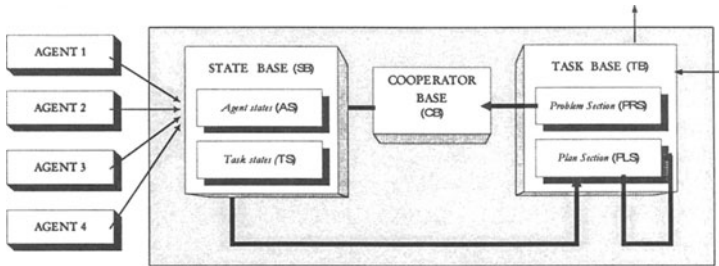 AGENT 1
AGENT 2
AGENT 3
AGENT 4
STATE BASE (SB)
Agent states (AS)
Task states (TS)
COOPERATOR
BASE
(CB)
TASK BASE (TB)
Problem Section (PRS)
Plan Section (PLS)